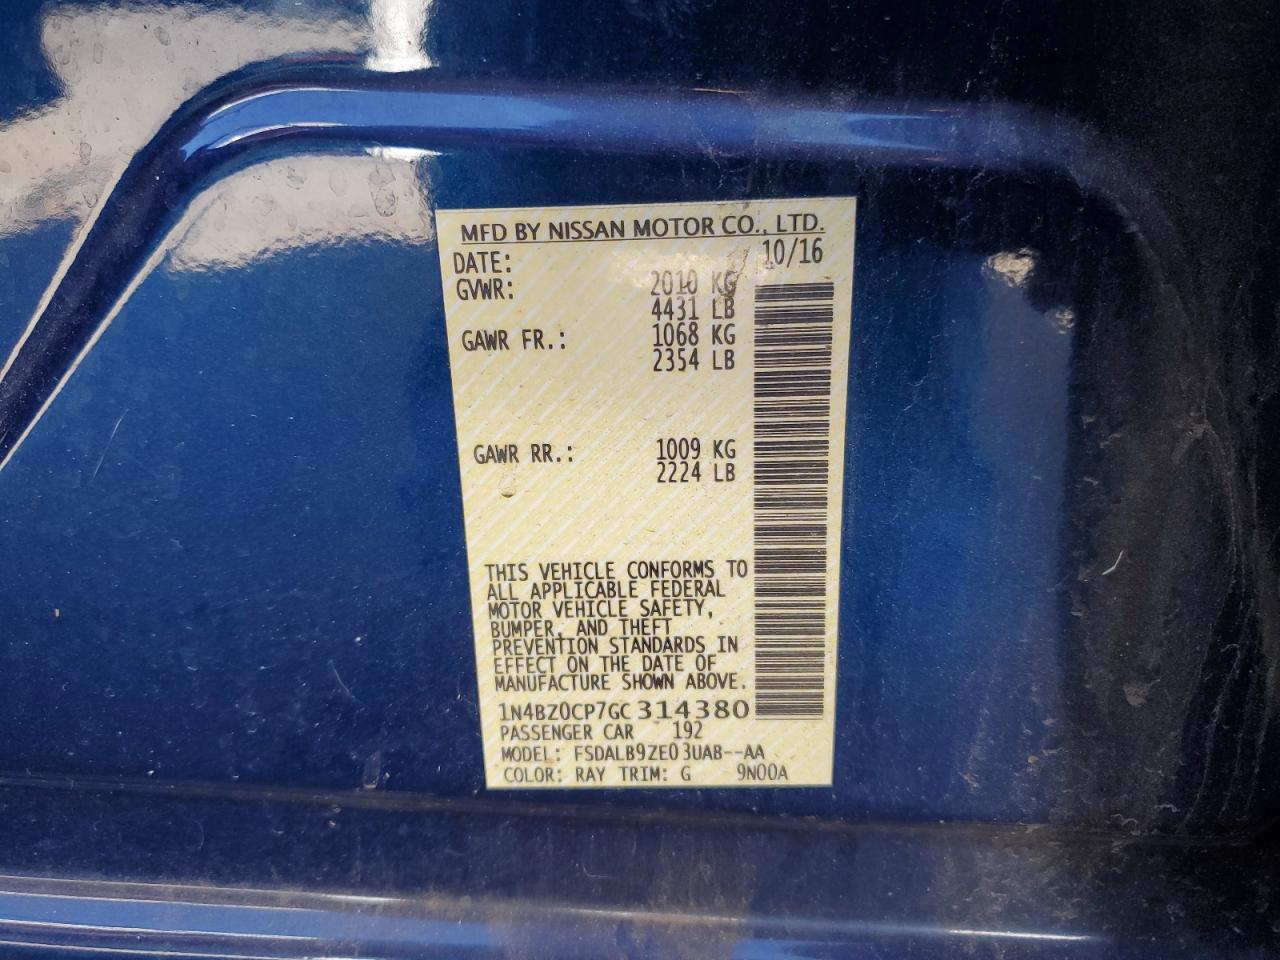 MFD BY NISSAN MOTOR CO., LTD.
DATE: 10/16
GVWR: 2010 KG
4431 LB
GAWR FR.: 1068 KG
2354 LB
GAWR RR.: 1009 KG
2224 LB
THIS VEHICLE CONFORMS TO
ALL APPLICABLE FEDERAL
MOTOR VEHICLE SAFETY,
BUMPER, AND THEFT
PREVENTION STANDARDS IN
EFFECT ON THE DATE OF
MANUFACTURE SHOWN ABOVE.
1N4BZ0CP7GC314380
PASSENGER CAR 192
MODEL: FSDALB9ZE03UAB--AA
COLOR: RAY TRIM: G 9N00A